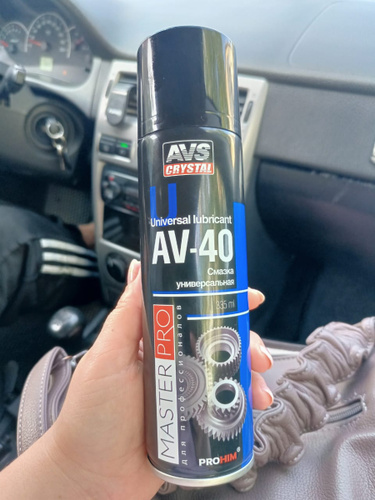 AVS
CRYSTAL
Universal lubricant
AV-40
Смазка
универсальная
335 ml
MASTER PRO
для профессионалов
PROHIM®